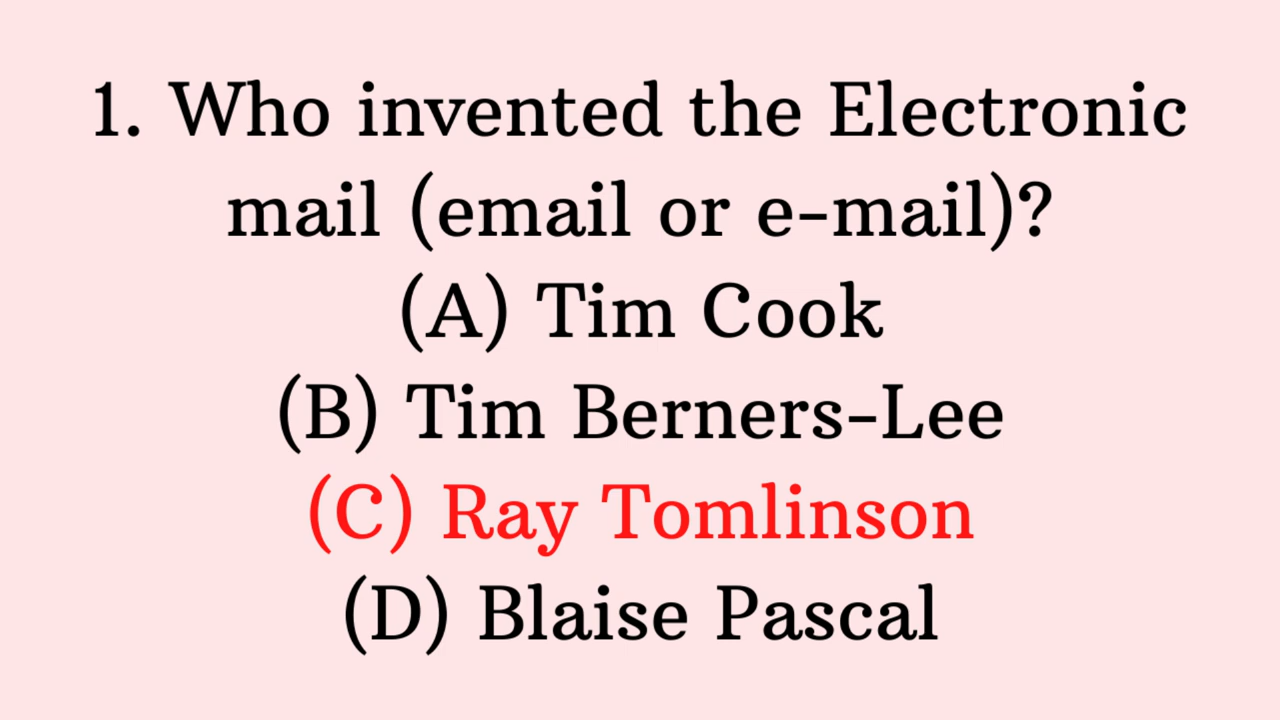 1. Who invented the Electronic
mail (email or e-mail)?
(A) Tim Cook
(B) Tim Berners-Lee
(C) Ray Tomlinson
(D) Blaise Pascal